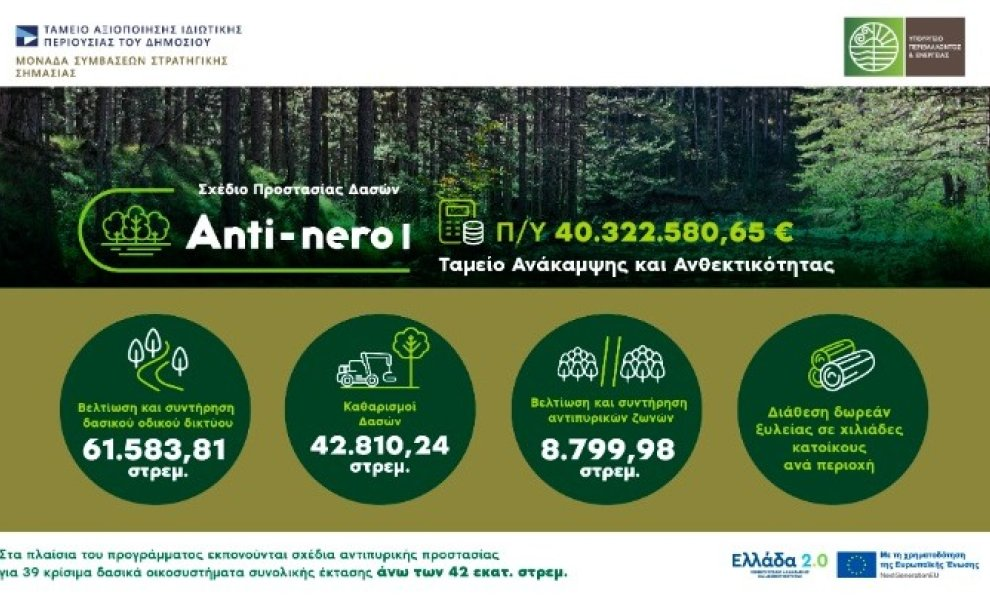 ΤΑΜΕΙΟ ΑΞΙΟΠΟΙΗΣΗΣ ΙΔΙΩΤΙΚΗΣ
ΠΕΡΙΟΥΣΙΑΣ ΤΟΥ ΔΗΜΟΣΙΟΥ
ΜΟΝΑΔΑ ΣΥΜΒΑΣΕΩΝ ΣΤΡΑΤΗΓΙΚΗΣ
ΣΗΜΑΣΙΑΣ
ΥΠΟΥΡΓΕΙΟ
ΠΕΡΙΒΑΛΛΟΝΤΟΣ
& ΕΝΕΡΓΕΙΑΣ
Σχέδιο Προστασίας Δασών
Anti-nero I
Π/Υ 40.322.580,65 €
Ταμείο Ανάκαμψης και Ανθεκτικότητας
Βελτίωση και συντήρηση
δασικού οδικού δικτύου
61.583,81
στρεμ.
Καθαρισμοί
Δασών
42.810,24
στρεμ.
Βελτίωση και συντήρηση
αντιπυρικών ζωνών
8.799,98
στρεμ.
Διάθεση δωρεάν
ξυλείας σε χιλιάδες
κατοίκους
ανά περιοχή
Στα πλαίσια του προγράμματος εκπονούνται σχέδια αντιπυρικής προστασίας
για 39 κρίσιμα δασικά οικοσυστήματα συνολικής έκτασης άνω των 42 εκατ. στρεμ.
Ελλάδα 2.0
Με τη χρηματοδότηση
της Ευρωπαϊκής Ένωσης
NextGenerationEU